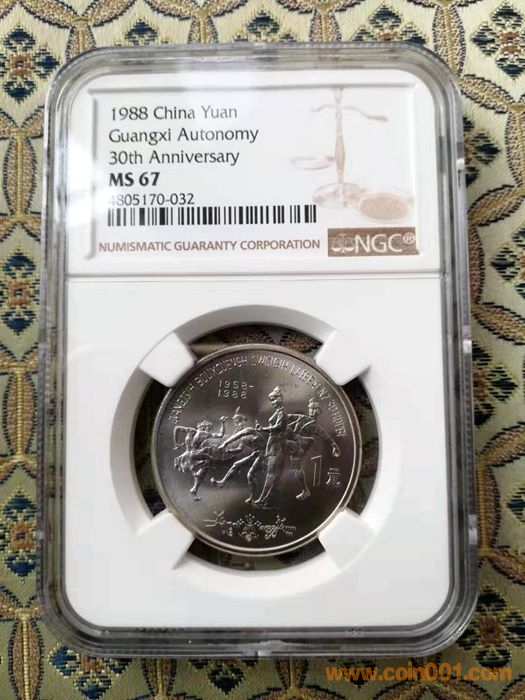 1988 China Yuan
Guangxi Autonomy
30th Anniversary
MS 67
4805170-032
NUMISMATIC GUARANTY CORPORATION
NGC®
1958-
1988
1元
www.coin001.com